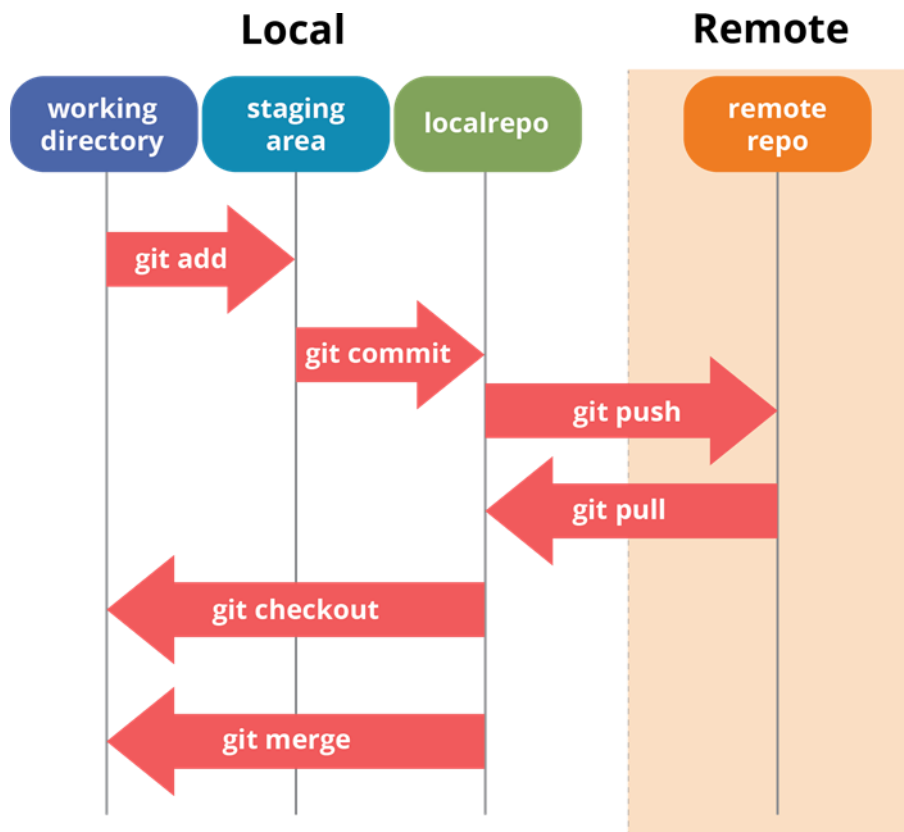 Local
Remote
working
directory
staging
area
localrepo
remote
repo
git add
git commit
git push
git pull
git checkout
git merge